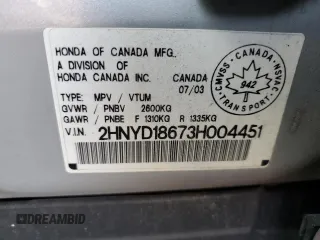 HONDA OF CANADA MFG.,
A DIVISION OF
HONDA CANADA INC. CANADA
07/03
TYPE: MPV / VTUM
GVWR / PNBV 2600KG
GAWR / PNBE F 1310KG R 1335KG
V.I.N. 2HNYD18673H004451
CMVSS - CANADA - NSVAC
942
TRANSPORT
DREAMBID